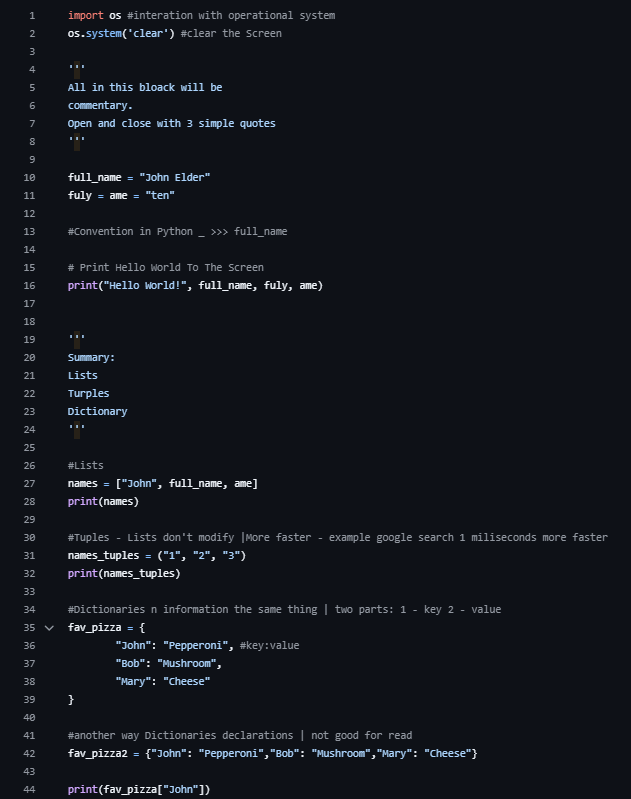 1 import os #interation with operational system
2 os.system('clear') #clear the Screen
3
4 '''
5 All in this bloack will be
6 commentary.
7 Open and close with 3 simple quotes
8 '''
9
10 full_name = "John Elder"
11 fuly = ame = "ten"
12
13 #Convention in Python _ >>> full_name
14
15 # Print Hello World To The Screen
16 print("Hello World!", full_name, fuly, ame)
17
18
19 '''
20 Summary:
21 Lists
22 Turples
23 Dictionary
24 '''
25
26 #Lists
27 names = ["John", full_name, ame]
28 print(names)
29
30 #Tuples - Lists don't modify |More faster - example google search 1 miliseconds more faster
31 names_tuples = ("1", "2", "3")
32 print(names_tuples)
33
34 #Dictionaries n information the same thing | two parts: 1 - key 2 - value
35 fav_pizza = {
36 "John": "Pepperoni", #key:value
37 "Bob": "Mushroom",
38 "Mary": "Cheese"
39 }
40
41 #another way Dictionaries declarations | not good for read
42 fav_pizza2 = {"John": "Pepperoni","Bob": "Mushroom","Mary": "Cheese"}
43
44 print(fav_pizza["John"])